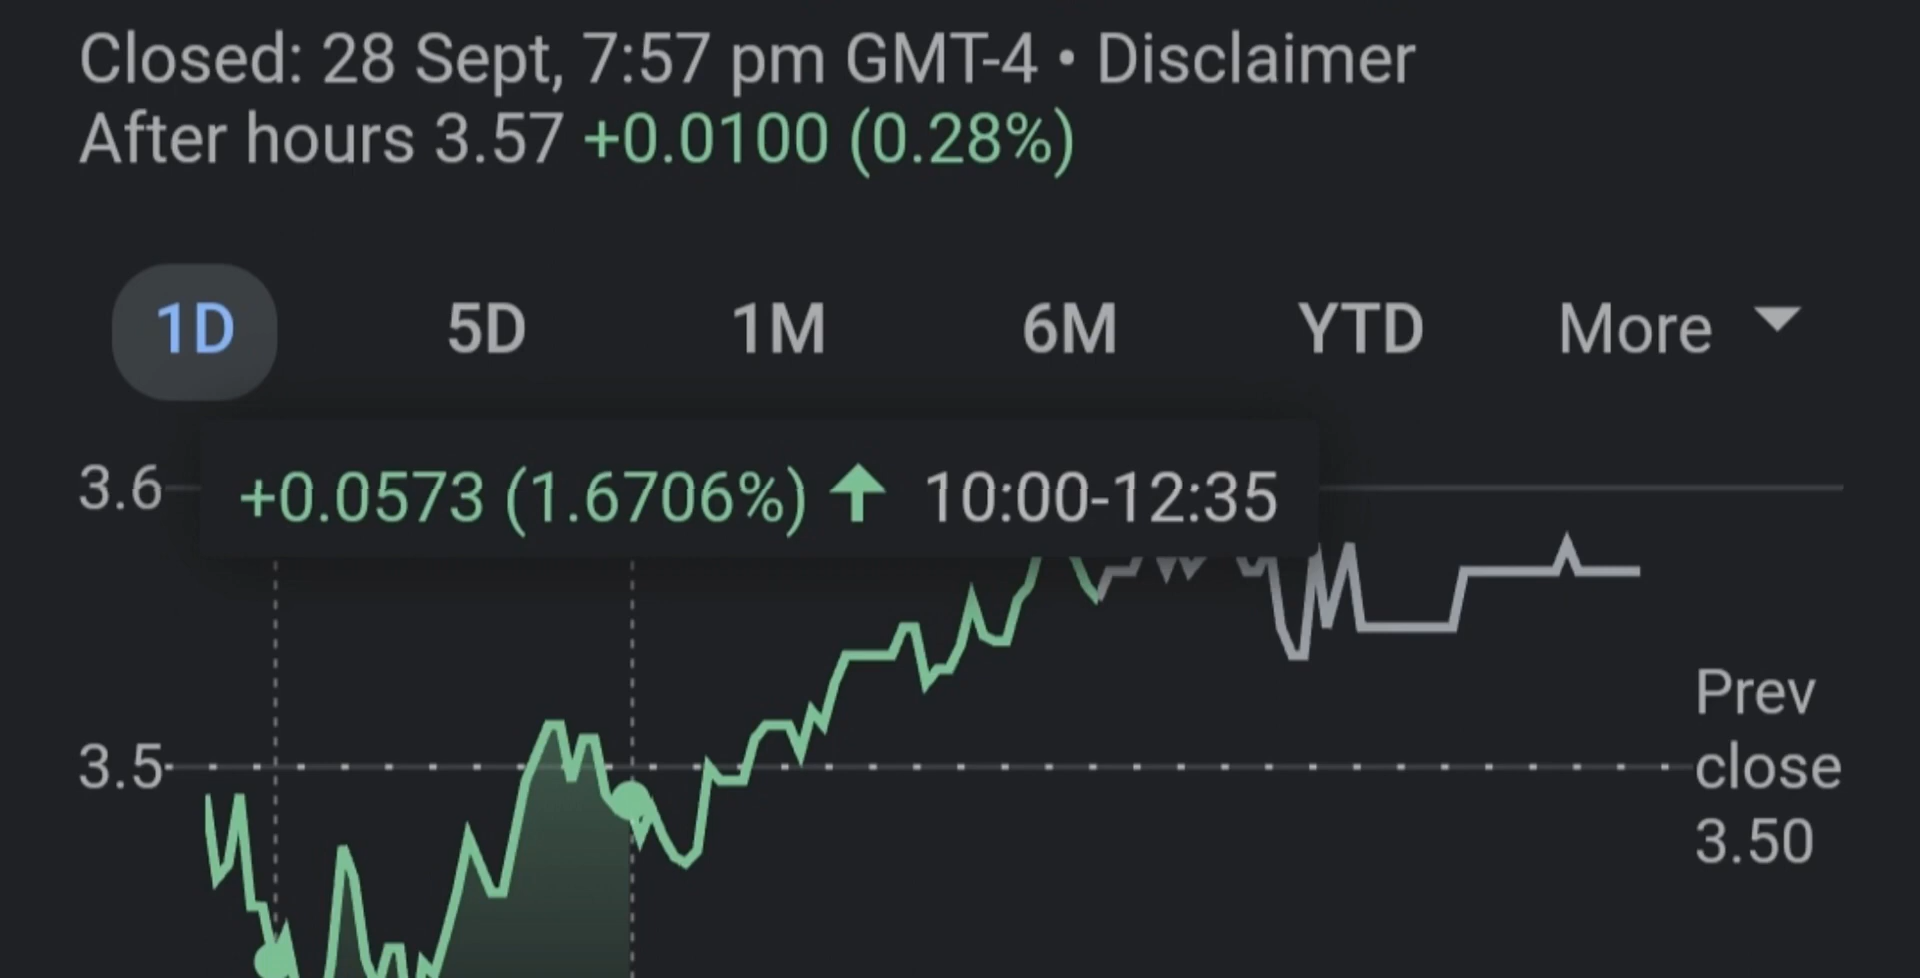 Closed: 28 Sept, 7:57 pm GMT-4 • Disclaimer
After hours 3.57 +0.0100 (0.28%)
1D 5D 1M 6M YTD More
+0.0573 (1.6706%) ↑ 10:00-12:35
3.6
3.5
Prev
close
3.50